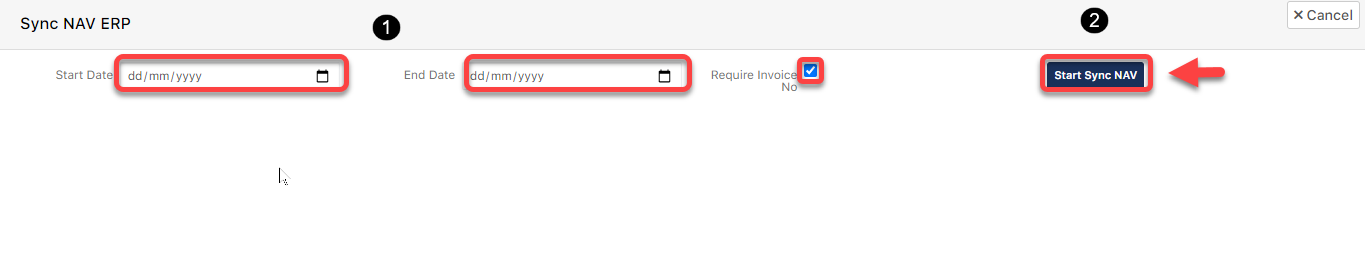 Sync NAV ERP
1
2
× Cancel
Start Date
dd/mm/yyyy
End Date
dd/mm/yyyy
Require Invoice
No
Start Sync NAV